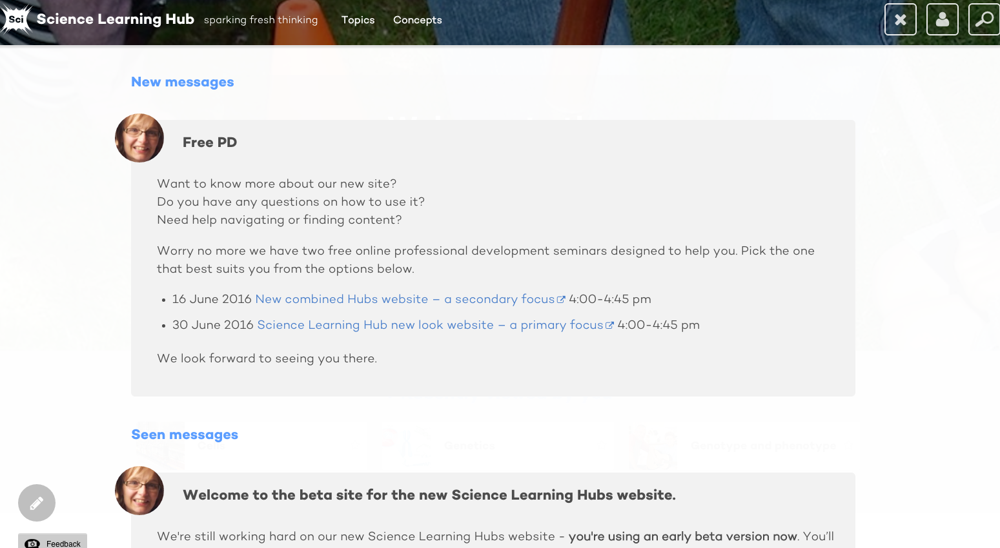 Sci Science Learning Hub sparking fresh thinking Topics Concepts
New messages
Free PD
Want to know more about our new site?
Do you have any questions on how to use it?
Need help navigating or finding content?
Worry no more we have two free online professional development seminars designed to help you. Pick the one
that best suits you from the options below.
• 16 June 2016 New combined Hubs website – a secondary focus 4:00-4:45 pm
• 30 June 2016 Science Learning Hub new look website – a primary focus 4:00-4:45 pm
We look forward to seeing you there.
Seen messages
Genetics
Genotype and phenotype
Welcome to the beta site for the new Science Learning Hubs website.
We're still working hard on our new Science Learning Hubs website - you're using an early beta version now. You’ll
Feedback